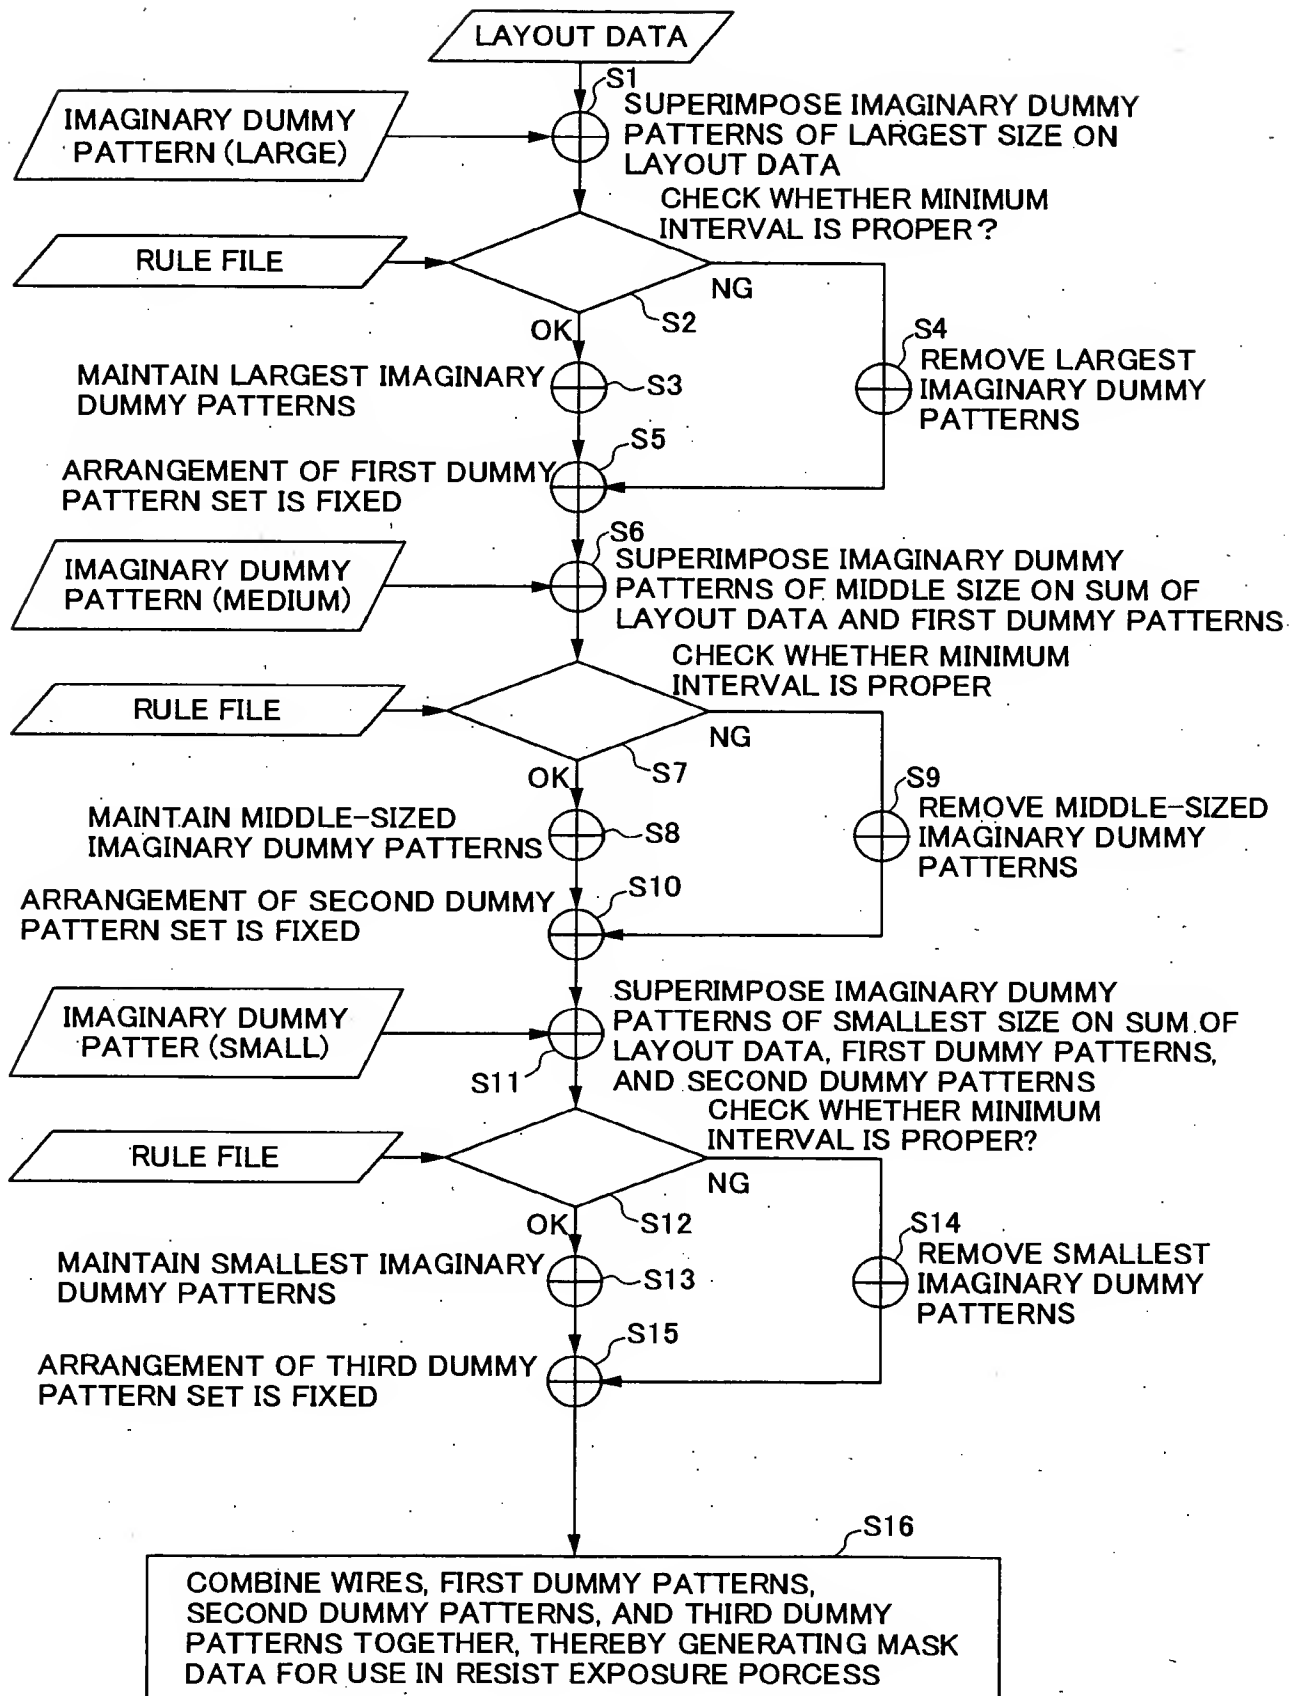 LAYOUT DATA
S1
IMAGINARY DUMMY
PATTERN (LARGE)
SUPERIMPOSE IMAGINARY DUMMY
PATTERNS OF LARGEST SIZE ON
LAYOUT DATA
CHECK WHETHER MINIMUM
INTERVAL IS PROPER?
RULE FILE
NG
S2
OK
S4
REMOVE LARGEST
IMAGINARY DUMMY
PATTERNS
MAINTAIN LARGEST IMAGINARY
DUMMY PATTERNS
S3
S5
ARRANGEMENT OF FIRST DUMMY
PATTERN SET IS FIXED
S6
IMAGINARY DUMMY
PATTERN (MEDIUM)
SUPERIMPOSE IMAGINARY DUMMY
PATTERNS OF MIDDLE SIZE ON SUM OF
LAYOUT DATA AND FIRST DUMMY PATTERNS
CHECK WHETHER MINIMUM
INTERVAL IS PROPER
RULE FILE
NG
S7
OK
S9
REMOVE MIDDLE-SIZED
IMAGINARY DUMMY
PATTERNS
MAINTAIN MIDDLE-SIZED
IMAGINARY DUMMY PATTERNS
S8
S10
ARRANGEMENT OF SECOND DUMMY
PATTERN SET IS FIXED
IMAGINARY DUMMY
PATTER (SMALL)
SUPERIMPOSE IMAGINARY DUMMY
PATTERNS OF SMALLEST SIZE ON SUM OF
LAYOUT DATA, FIRST DUMMY PATTERNS,
AND SECOND DUMMY PATTERNS
S11
CHECK WHETHER MINIMUM
INTERVAL IS PROPER?
RULE FILE
NG
S12
OK
S14
REMOVE SMALLEST
IMAGINARY DUMMY
PATTERNS
MAINTAIN SMALLEST IMAGINARY
DUMMY PATTERNS
S13
S15
ARRANGEMENT OF THIRD DUMMY
PATTERN SET IS FIXED
S16
COMBINE WIRES, FIRST DUMMY PATTERNS,
SECOND DUMMY PATTERNS, AND THIRD DUMMY
PATTERNS TOGETHER, THEREBY GENERATING MASK
DATA FOR USE IN RESIST EXPOSURE PORCESS